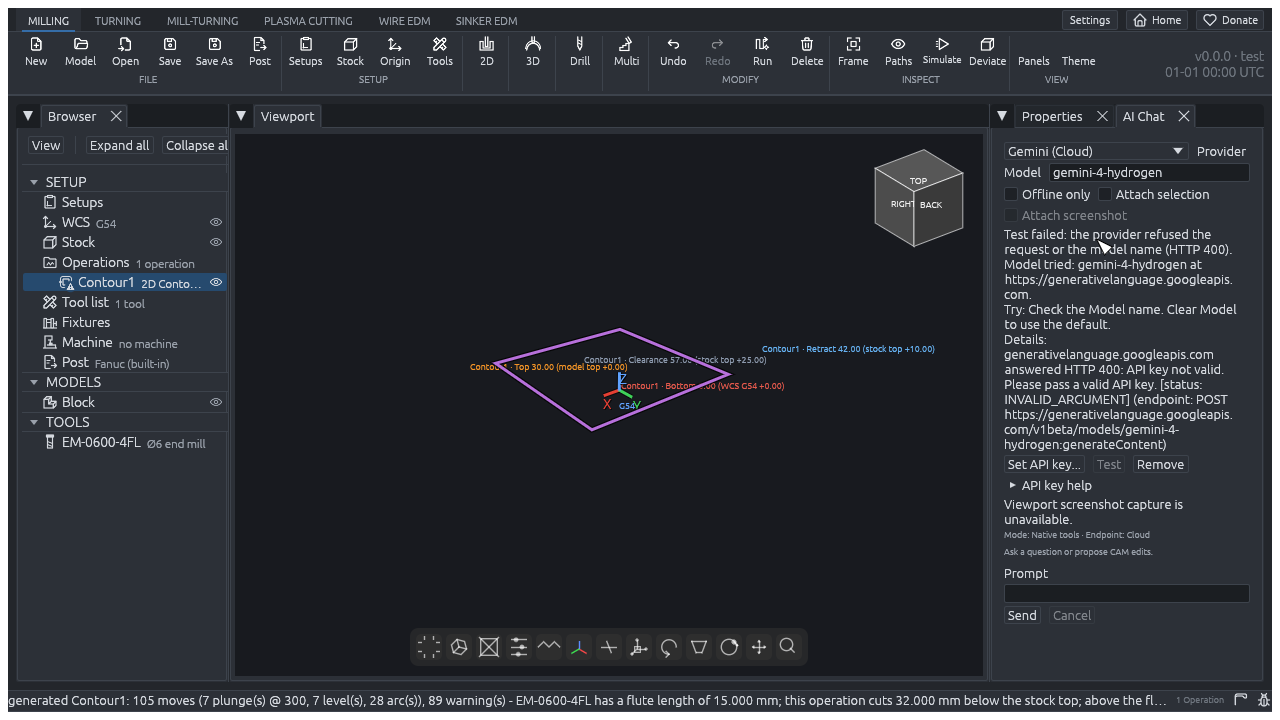 MILLING TURNING MILL-TURNING PLASMA CUTTING WIRE EDM SINKER EDM Settings Home Donate
New Model Open Save Save As Post Setups Stock Origin Tools 2D 3D Drill Multi Undo Redo Run Delete Frame Paths Simulate Deviate Panels Theme
FILE SETUP MODIFY INSPECT VIEW
v0.0.0 · test
01-01 00:00 UTC
Browser
View Expand all Collapse al
SETUP
Setups
WCS G54
Stock
Operations 1 operation
Contour1 2D Conto...
Tool list 1 tool
Fixtures
Machine no machine
Post Fanuc (built-in)
MODELS
Block
TOOLS
EM-0600-4FL Ø6 end mill
Viewport
TOP
RIGHT BACK
Contour1 · Retract 42.00 (stock top +10.00)
Contour1 · Clearance 57.00 (stock top +25.00)
Contour1 · Top 30.00 (model top +0.00)
Contour1 · Bottom 0.00 (WCS G54 +0.00)
Z
X G54 Y
Properties AI Chat
Gemini (Cloud) Provider
Model gemini-4-hydrogen
Offline only Attach selection
Attach screenshot
Test failed: the provider refused the
request or the model name (HTTP 400).
Model tried: gemini-4-hydrogen at
https://generativelanguage.googleapis.
com.
Try: Check the Model name. Clear Model
to use the default.
Details:
generativelanguage.googleapis.com
answered HTTP 400: API key not valid.
Please pass a valid API key. [status:
INVALID_ARGUMENT] (endpoint: POST
https://generativelanguage.googleapis.
com/v1beta/models/gemini-4-
hydrogen:generateContent)
Set API key... Test Remove
API key help
Viewport screenshot capture is
unavailable.
Mode: Native tools · Endpoint: Cloud
Ask a question or propose CAM edits.
Prompt
Send Cancel
generated Contour1: 105 moves (7 plunge(s) @ 300, 7 level(s), 28 arc(s)), 89 warning(s) - EM-0600-4FL has a flute length of 15.000 mm; this operation cuts 32.000 mm below the stock top; above the fl... 1 Operation